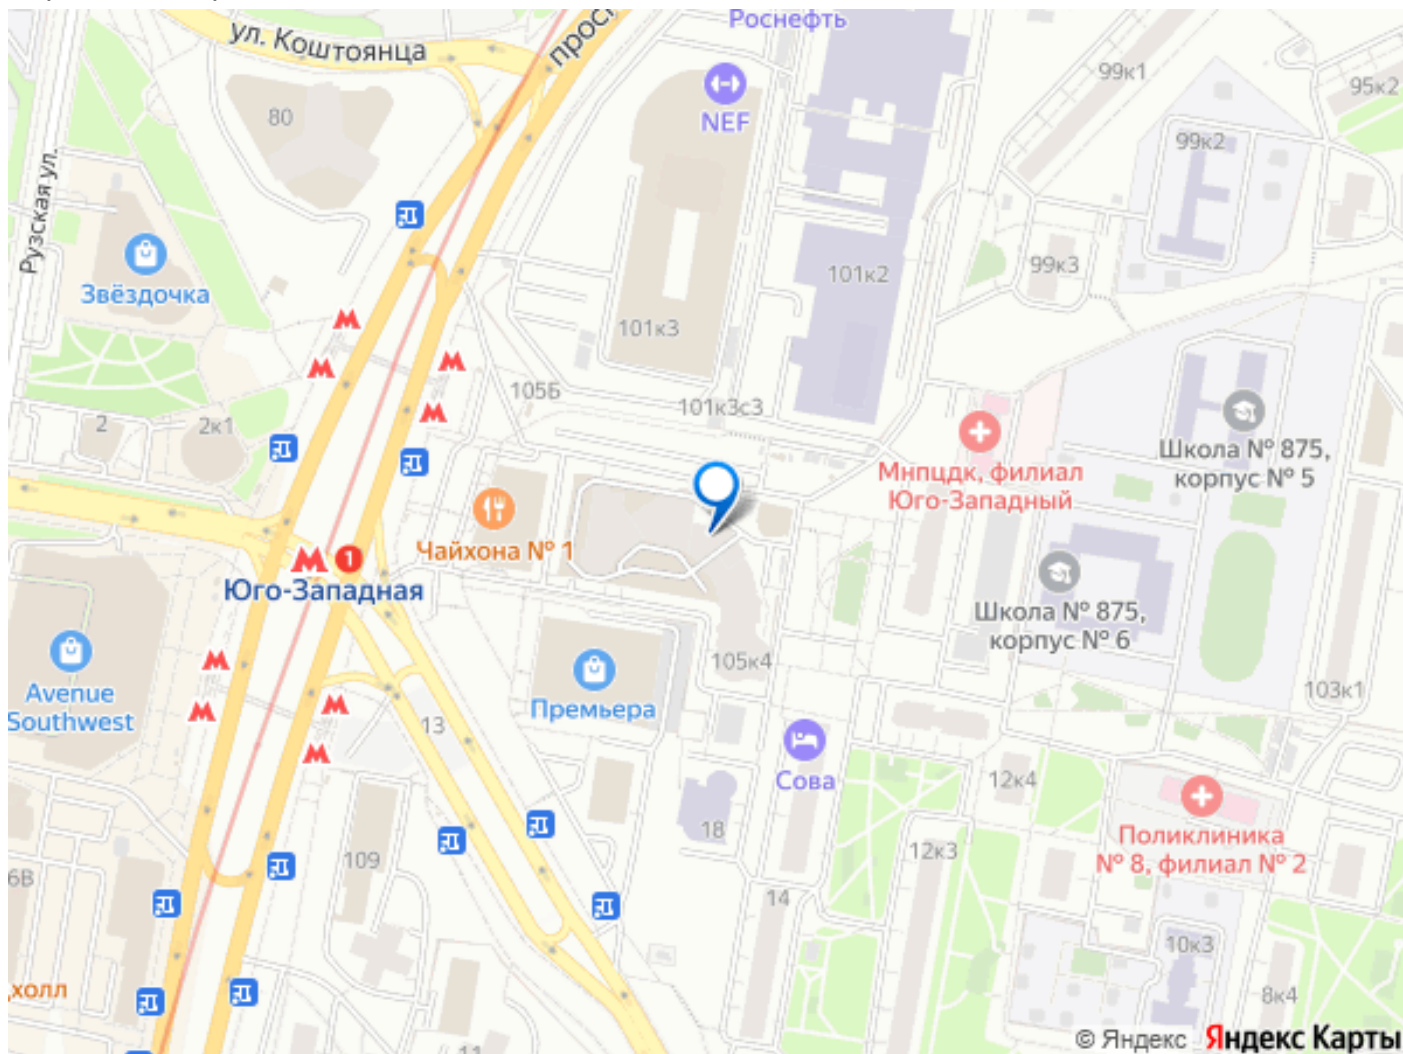 Роснефть
ул. Коштоянца
99к1
95к2
NEF
80
99к2
Рузская ул.
99к3
101к2
Звёздочка
101к3
105Б
101к3с3
2
2к1
Школа № 875,
корпус № 5
Мнпцдк, филиал
Юго-Западный
Чайхона № 1
1
Юго-Западная
Школа № 875,
корпус № 6
105к4
103к1
Avenue
Southwest
Премьера
13
Сова
12к4
18
Поликлиника
№ 8, филиал № 2
12к3
109
6В
14
10к3
холл
8к4
11
© Яндекс Яндекс Карты